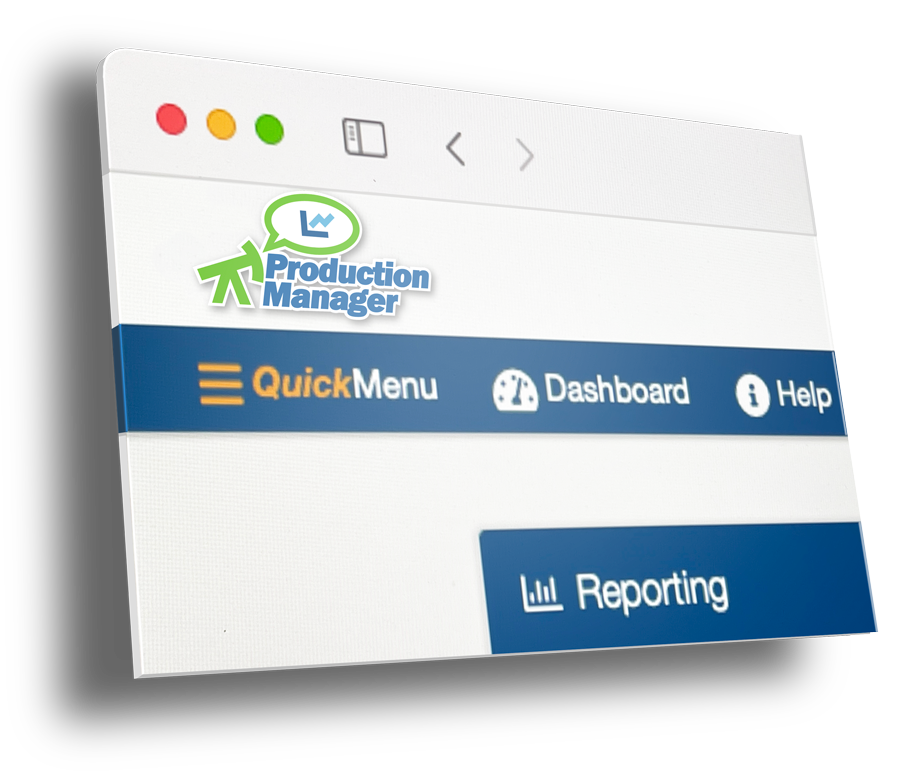 Production
Manager
QuickMenu Dashboard Help
Reporting